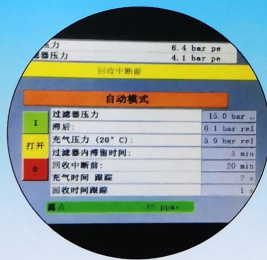 力 6.4 bar pe
器压力 4.1 bar pe
回收中断前
自动模式
I
打开
0
过滤器压力 15.0 bar
滞后: 0.1 bar rel
充气压力 (20°C): 5.9 bar rel
过滤器内滞留时间: 5 min
回收中断前: 20 min
充气时间 跟踪 2 s
回收时间跟踪 1 s
露点: ppm